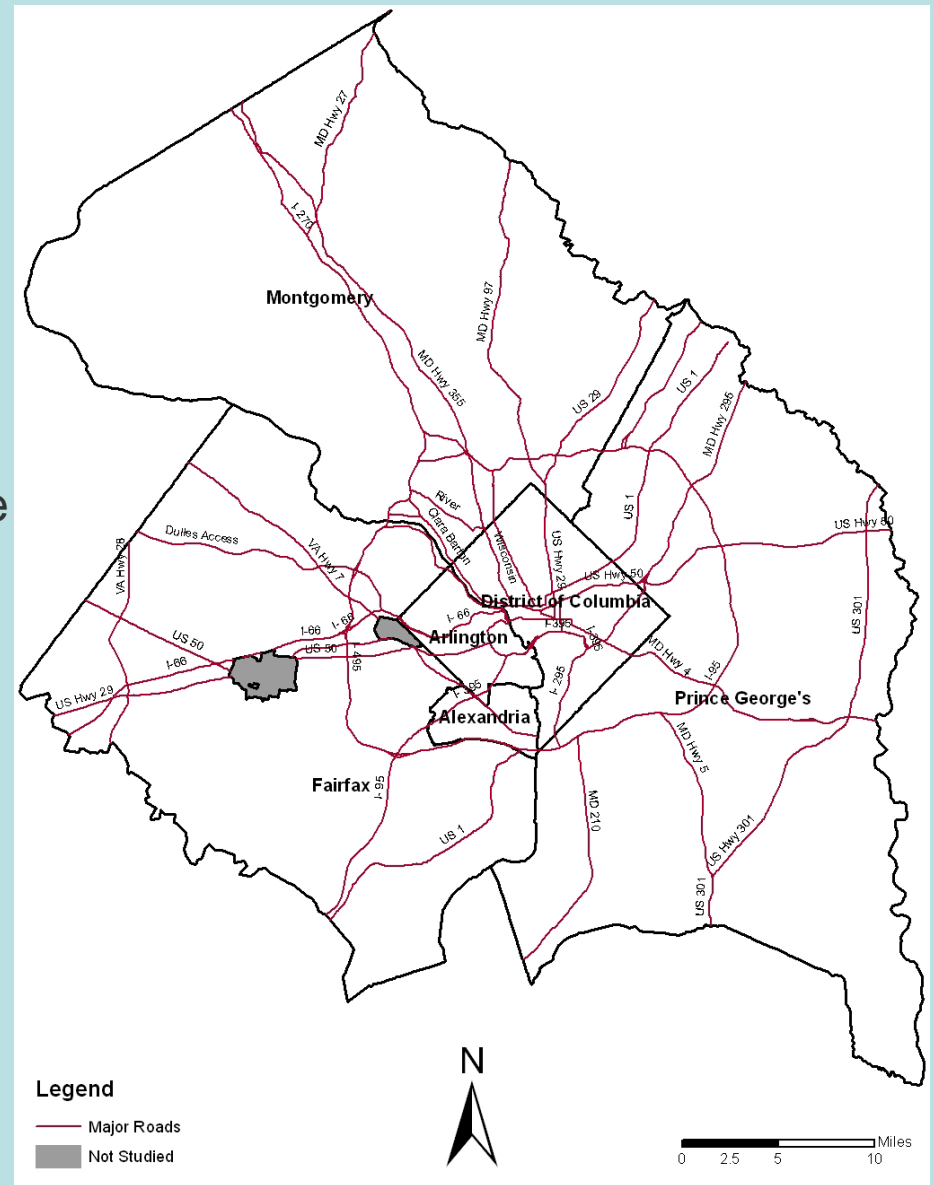 MD Hwy 27
I- 270
Montgomery
MD Hwy 97
MD Hwy 355
US 29
US 1
MD Hwy 295
e
River
Clara Barton
Wisconsin
US 1
US Hwy 50
Dulles Access
VA Hwy 28
VA Hwy 7
US Hwy 29
US Hwy 50
District of Columbia
US 301
I- 66
I-66
I- 66
Arlington
I-395
I-395
US 50
US 50
I-66
I-495
MD Hwy 4
I-95
I-295
I-395
US Hwy 29
Prince George's
Alexandria
MD Hwy 5
Fairfax
I-95
MD 210
US 1
US Hwy 301
US 301
N
Legend
Major Roads
Not Studied
Miles
0 2.5 5 10